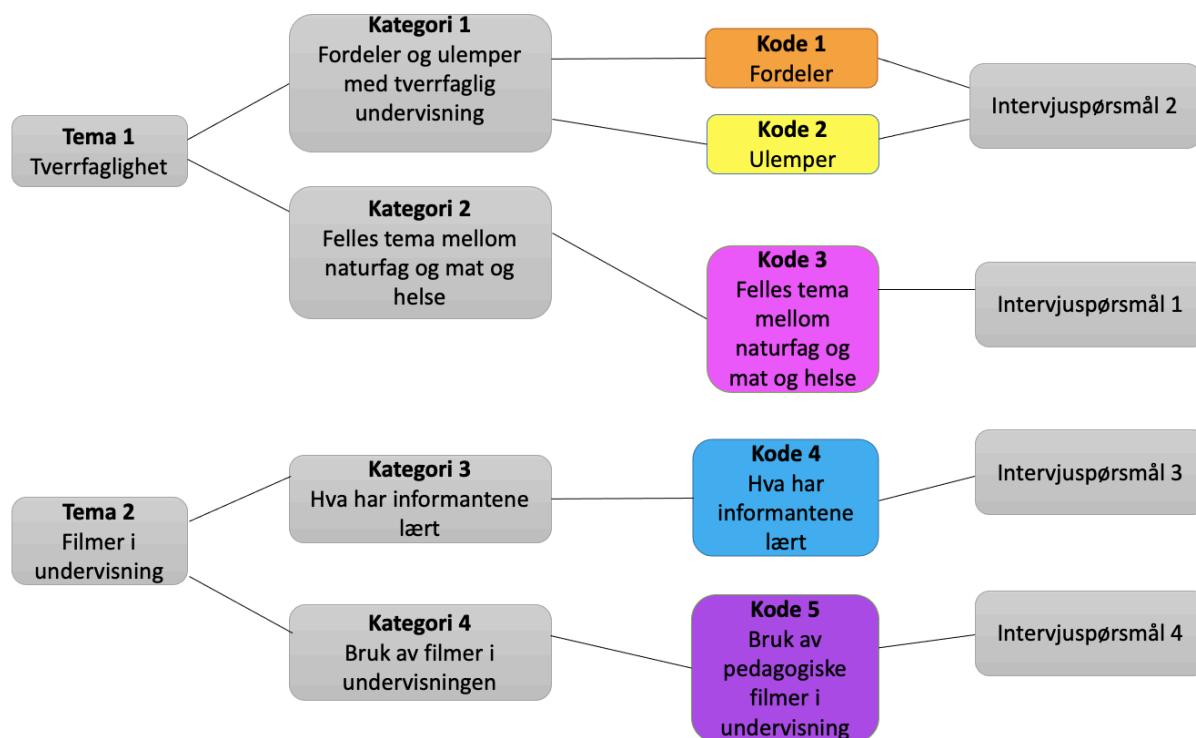 Tema 1
Tverrfaglighet
Kategori 1
Fordeler og ulemper
med tverrfaglig
undervisning
Kode 1
Fordeler
Kode 2
Ulemper
Intervjuspørsmål 2
Kategori 2
Felles tema mellom
naturfag og mat og
helse
Kode 3
Felles tema
mellom
naturfag og
mat og helse
Intervjuspørsmål 1
Tema 2
Filmer i
undervisning
Kategori 3
Hva har informantene
lært
Kode 4
Hva har
informantene
lært
Intervjuspørsmål 3
Kategori 4
Bruk av filmer i
undervisningen
Kode 5
Bruk av
pedagogiske
filmer i
undervisning
Intervjuspørsmål 4